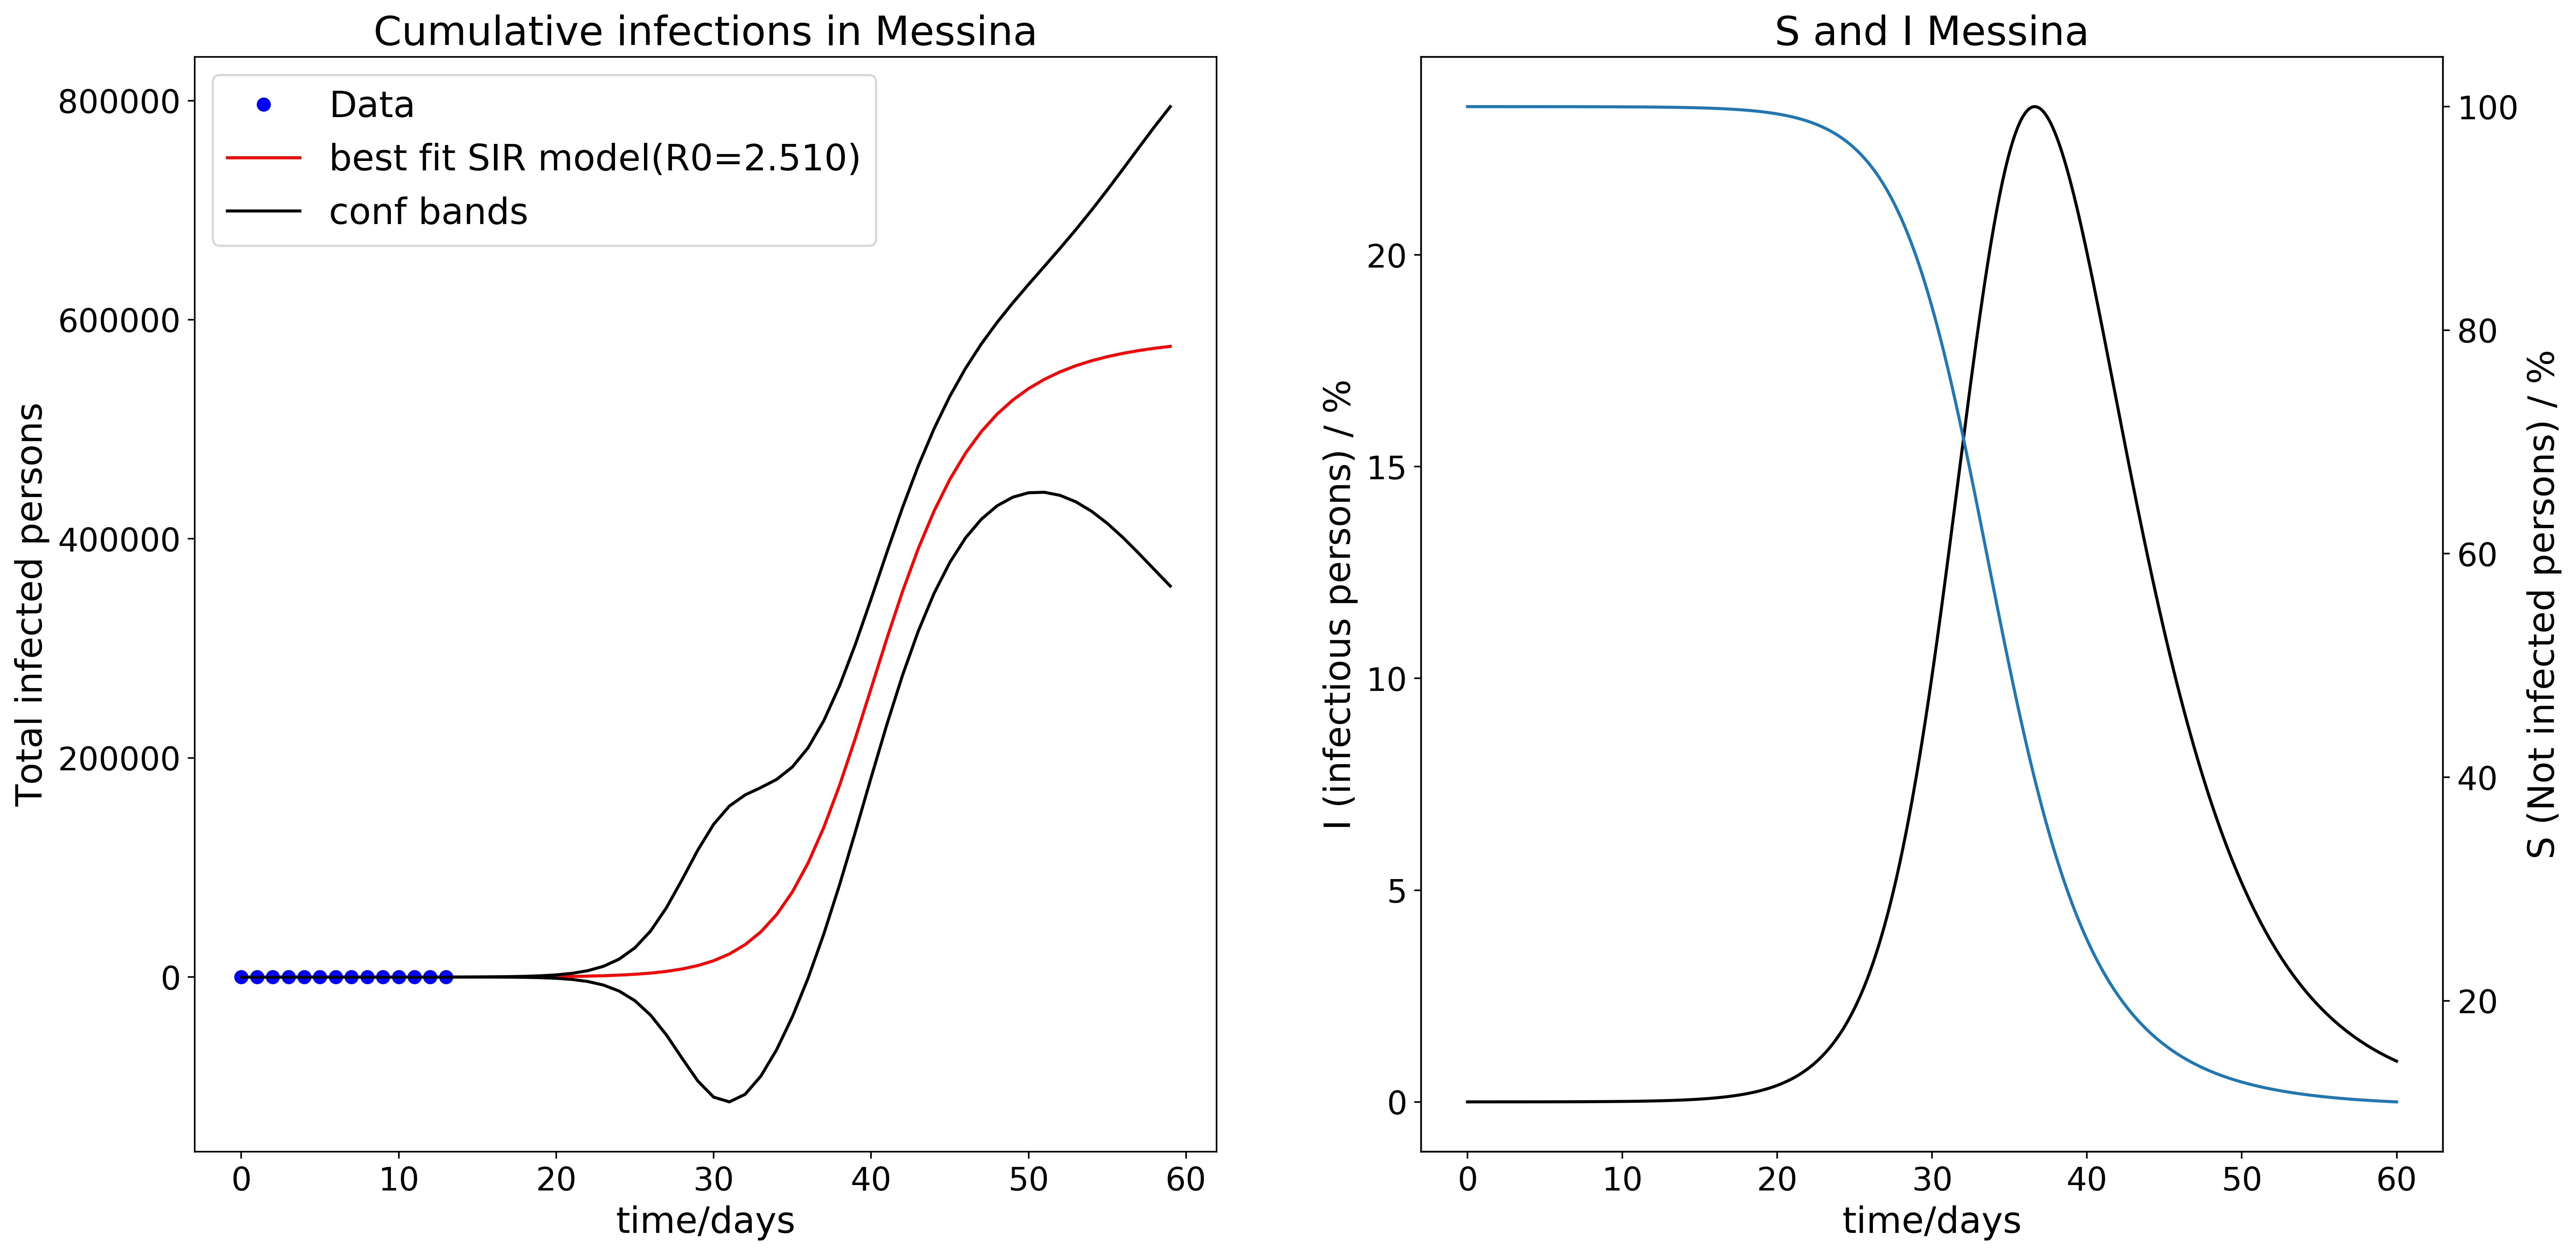 Cumulative infections in Messina
Data
best fit SIR model(R0=2.510)
conf bands
Total infected persons
800000
600000
400000
200000
0
0 10 20 30 40 50 60
time/days
S and I Messina
I (infectious persons) / %
20
15
10
5
0
0 10 20 30 40 50 60
time/days
100
80
60
40
20
S (Not infected persons) / %